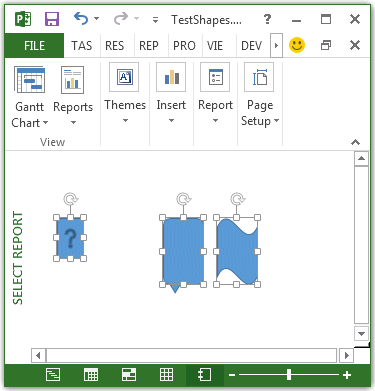 TestShapes....
?
FILE TAS RES REP PRO VIE DEV
Gantt Chart Reports Themes Insert Report Page Setup
View
SELECT REPORT
?